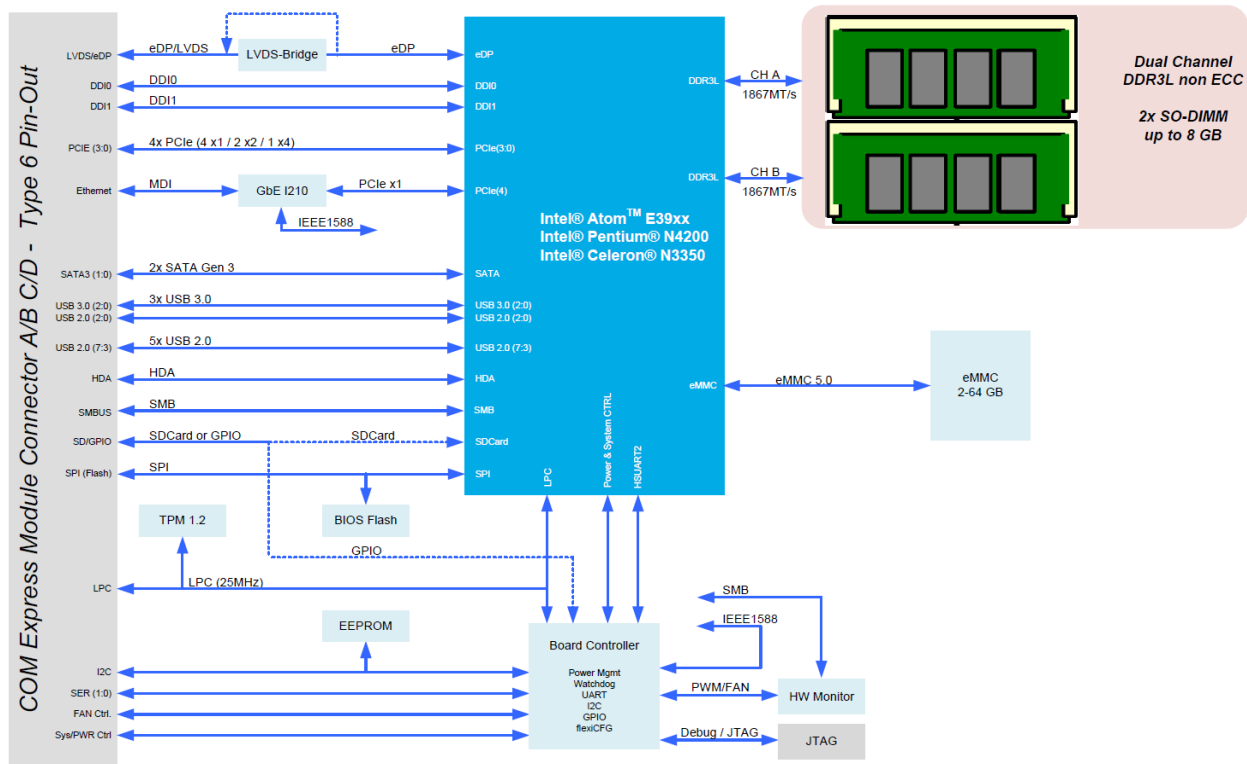 COM Express Module Connector A/B C/D - Type 6 Pin-Out
LVDS/eDP
eDP/LVDS
LVDS-Bridge
eDP
eDP
DDI0
DDI0
DDI0
DDI1
DDI1
DDI1
PCIE (3:0)
4x PCIe (4 x1 / 2 x2 / 1 x4)
PCIe(3:0)
Ethernet
MDI
GbE I210
PCIe x1
PCIe(4)
IEEE1588
Intel® Atom™ E39xx
Intel® Pentium® N4200
Intel® Celeron® N3350
DDR3L
CH A
1867MT/s
DDR3L
CH B
1867MT/s
Dual Channel
DDR3L non ECC
2x SO-DIMM
up to 8 GB
SATA3 (1:0)
2x SATA Gen 3
SATA
USB 3.0 (2:0)
3x USB 3.0
USB 3.0 (2:0)
USB 2.0 (2:0)
USB 2.0 (2:0)
USB 2.0 (7:3)
5x USB 2.0
USB 2.0 (7:3)
HDA
HDA
HDA
eMMC
eMMC 5.0
eMMC
2-64 GB
SMBUS
SMB
SMB
SD/GPIO
SDCard or GPIO
SDCard
SDCard
SPI (Flash)
SPI
SPI
LPC
Power & System CTRL
HSUART2
TPM 1.2
BIOS Flash
GPIO
LPC
LPC (25MHz)
SMB
IEEE1588
EEPROM
Board Controller
Power Mgmt
Watchdog
UART
I2C
GPIO
flexiCFG
I2C
SER (1:0)
FAN Ctrl.
Sys/PWR Ctrl
PWM/FAN
HW Monitor
Debug / JTAG
JTAG